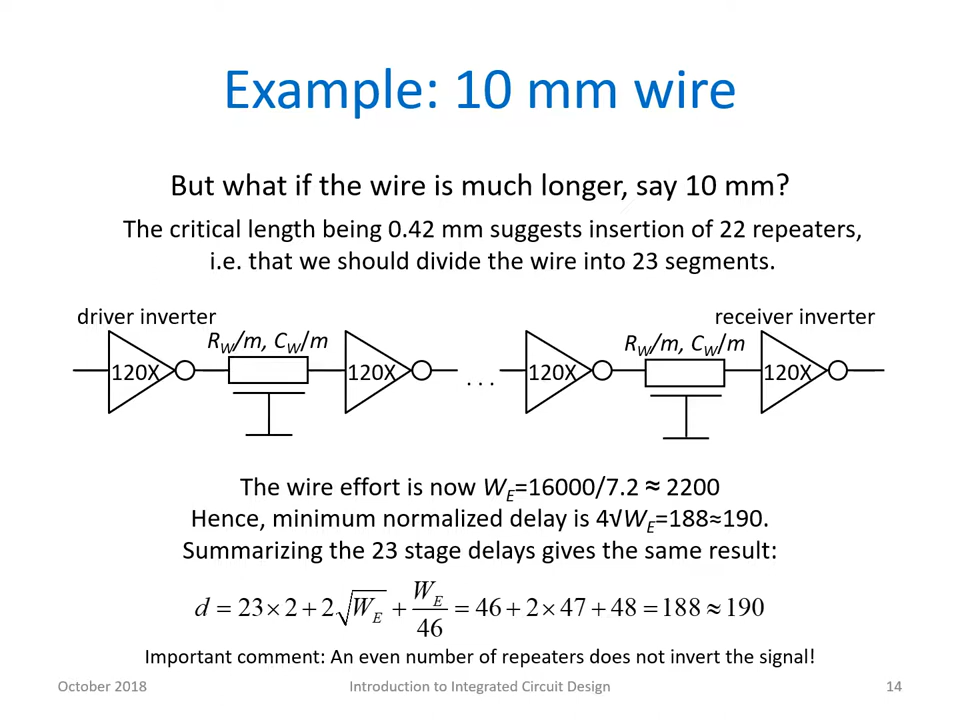 Example: 10 mm wire
But what if the wire is much longer, say 10 mm?
The critical length being 0.42 mm suggests insertion of 22 repeaters,
i.e. that we should divide the wire into 23 segments.
driver inverter
receiver inverter
R_W/m, C_W/m
R_W/m, C_W/m
120X
120X
. . .
120X
120X
The wire effort is now W_E=16000/7.2 ≈ 2200
Hence, minimum normalized delay is 4√W_E=188≈190.
Summarizing the 23 stage delays gives the same result:
d = 23 × 2 + 2√W_E + W_E/46 = 46 + 2 × 47 + 48 = 188 ≈ 190
Important comment: An even number of repeaters does not invert the signal!
October 2018
Introduction to Integrated Circuit Design
14